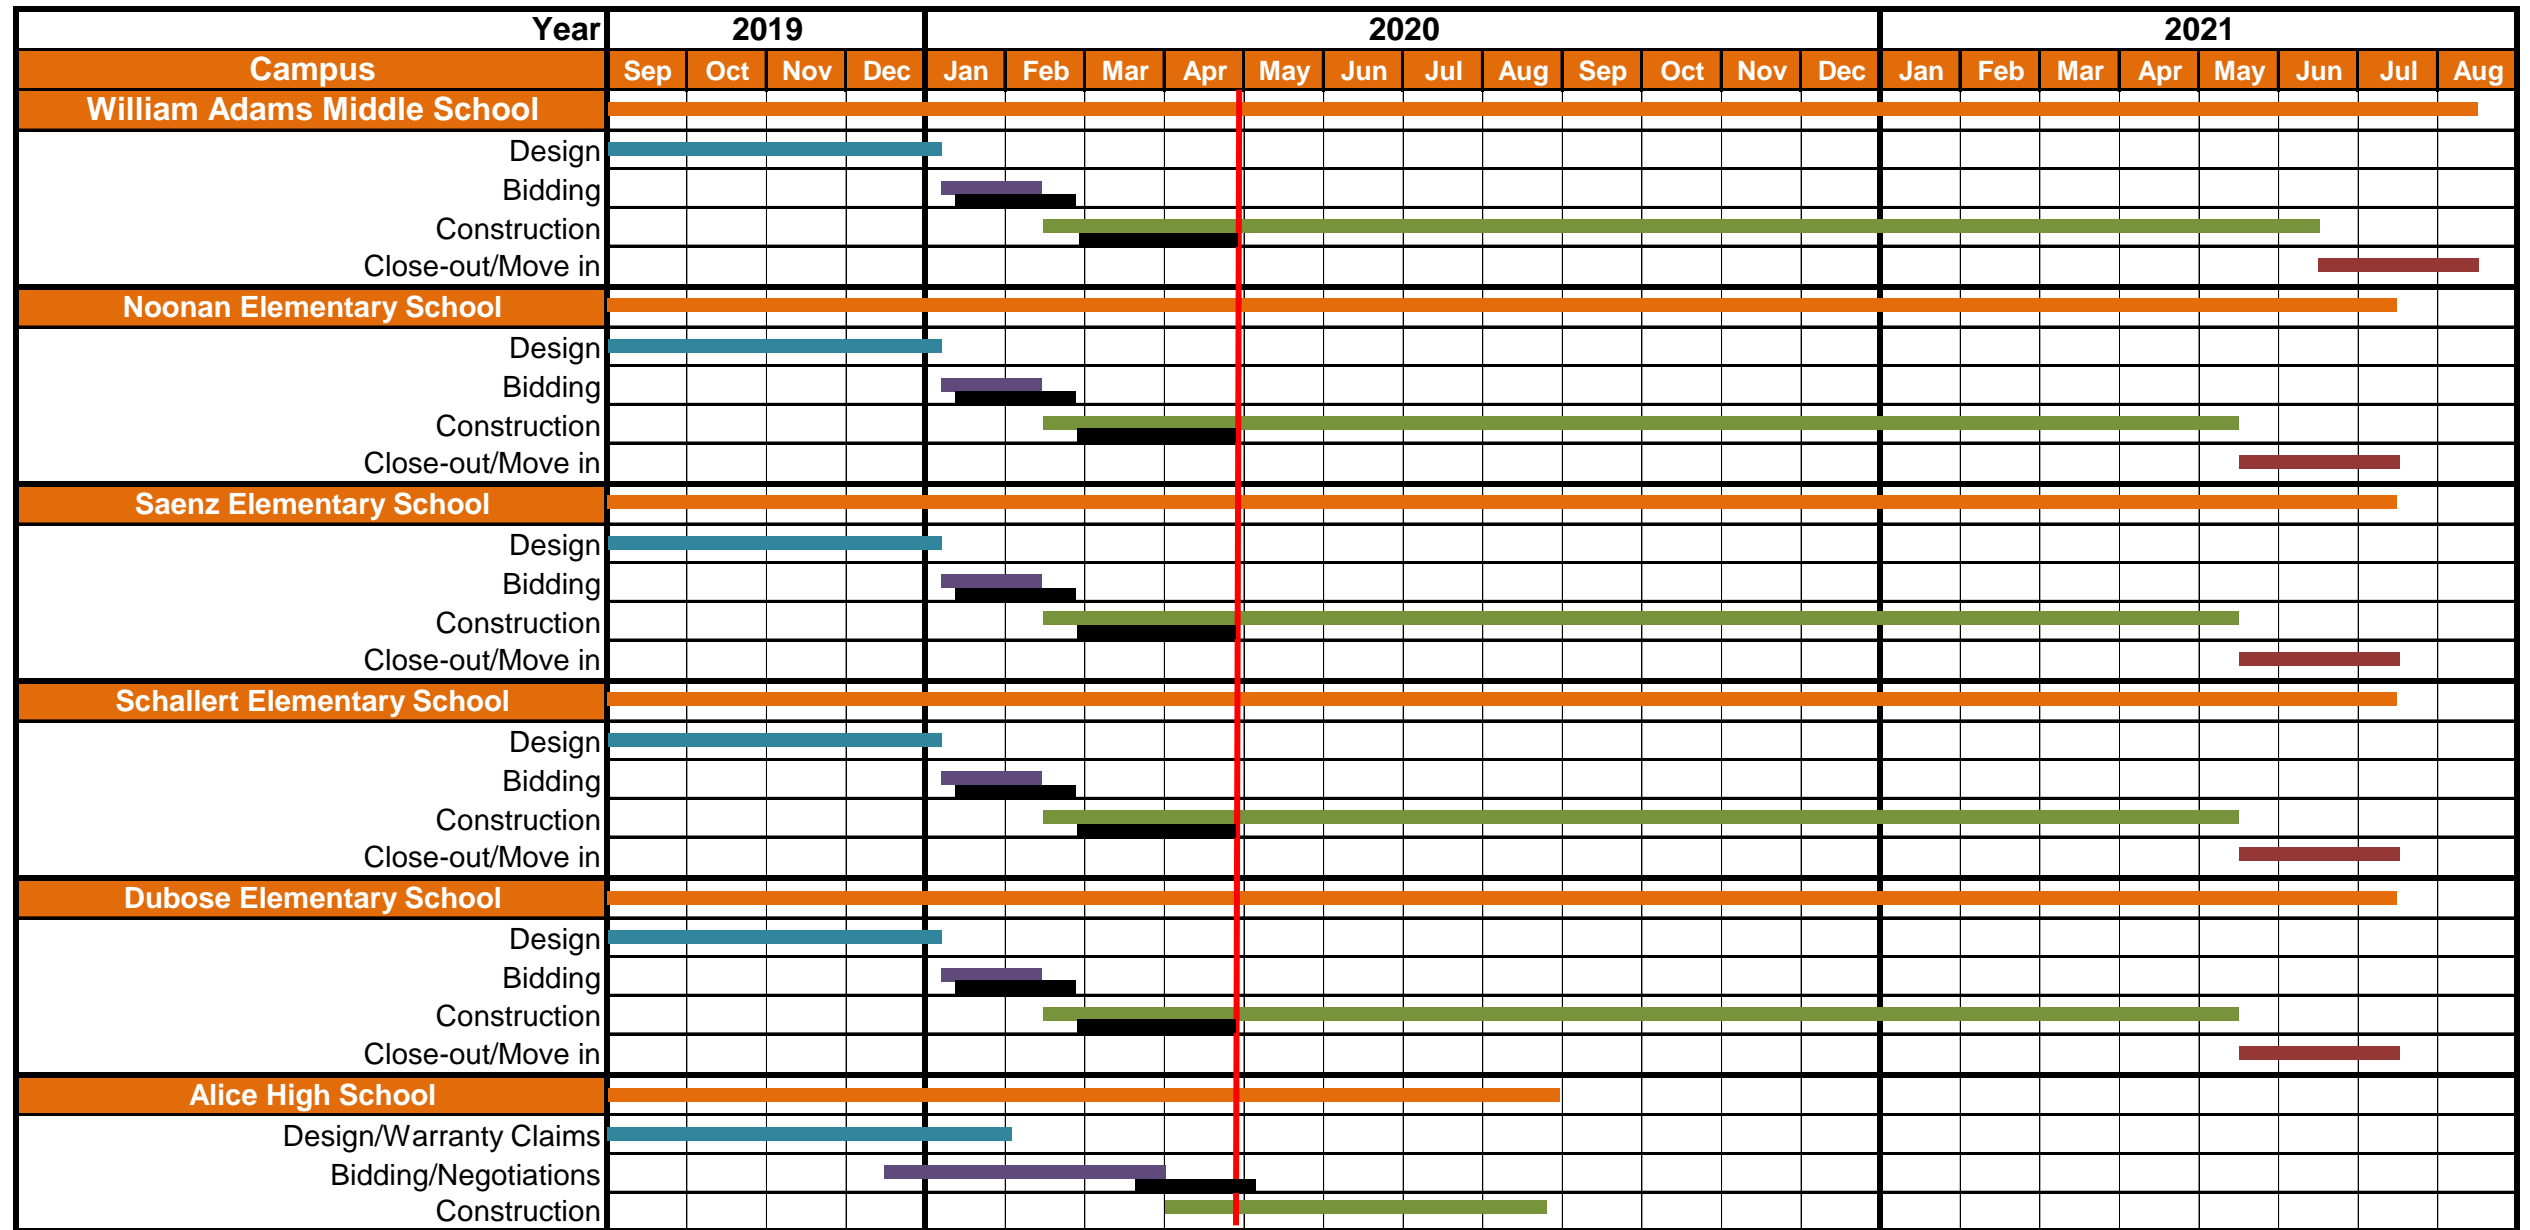 Year 2019 2020 2021
Campus Sep Oct Nov Dec Jan Feb Mar Apr May Jun Jul Aug Sep Oct Nov Dec Jan Feb Mar Apr May Jun Jul Aug
William Adams Middle School
Design
Bidding
Construction
Close-out/Move in
Noonan Elementary School
Design
Bidding
Construction
Close-out/Move in
Saenz Elementary School
Design
Bidding
Construction
Close-out/Move in
Schallert Elementary School
Design
Bidding
Construction
Close-out/Move in
Dubose Elementary School
Design
Bidding
Construction
Close-out/Move in
Alice High School
Design/Warranty Claims
Bidding/Negotiations
Construction